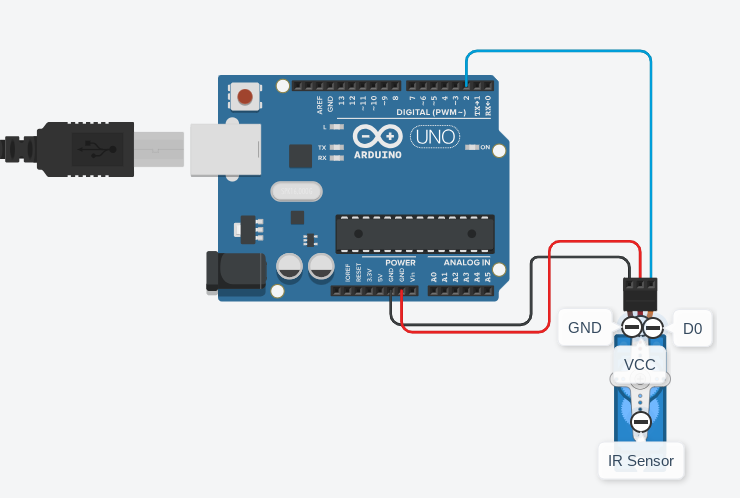 AREF
GND
13
12
~11
~10
~9
8
7
~6
~5
4
~3
2
TX→1
RX←0
DIGITAL (PWM~)
L
TX
RX
UNO
ARDUINO
ON
POWER
ANALOG IN
IOREF
RESET
3.3V
5V
GND
GND
Vin
A0
A1
A2
A3
A4
A5
GND
D0
VCC
IR Sensor